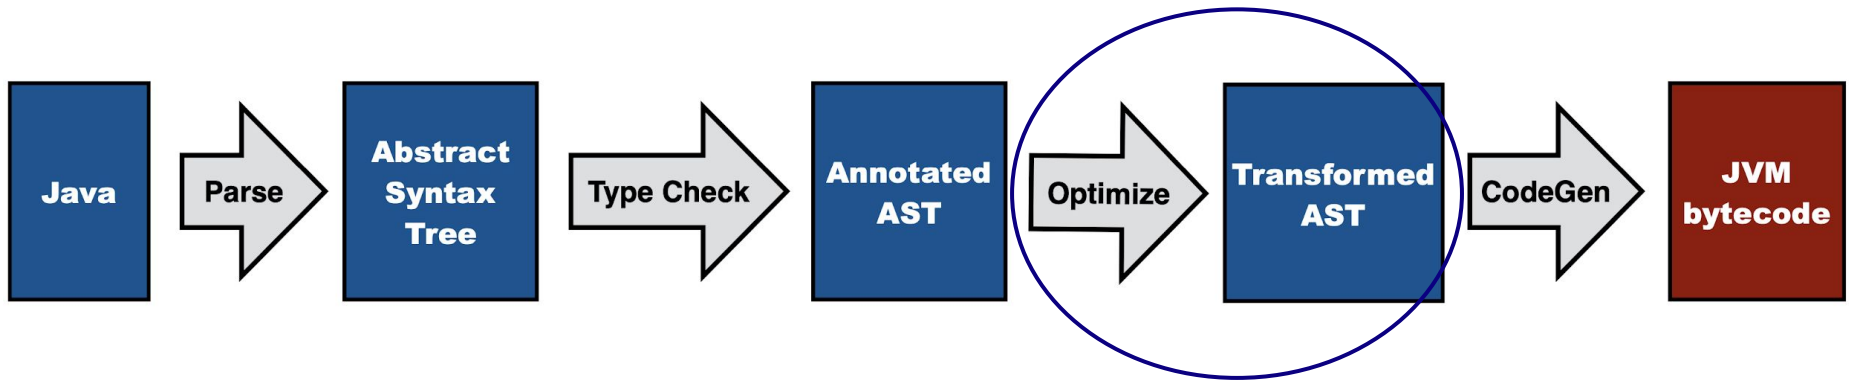 Java
Parse
Abstract
Syntax
Tree
Type Check
Annotated
AST
Optimize
Transformed
AST
CodeGen
JVM
bytecode